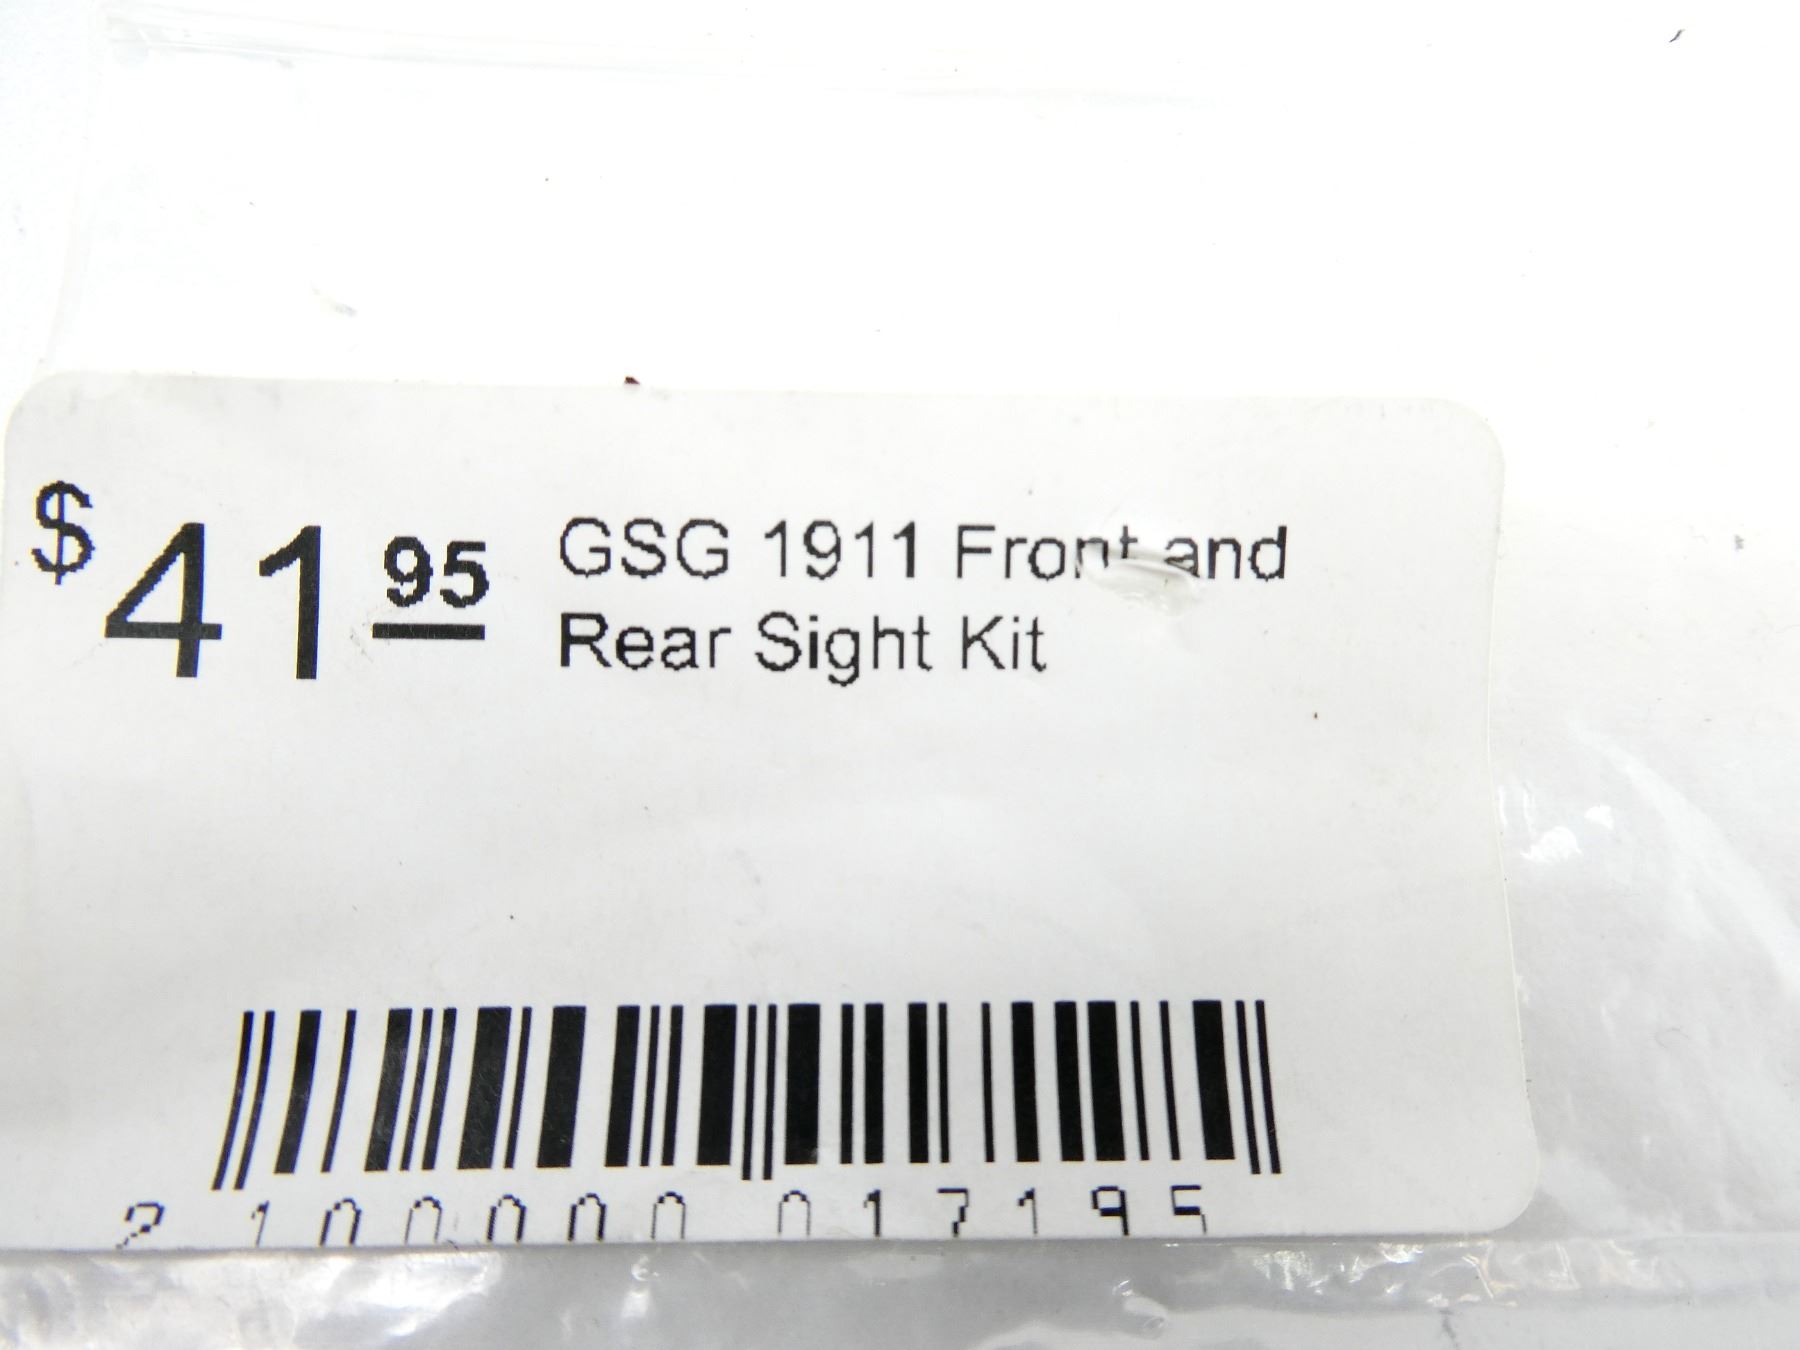 $41 95
GSG 1911 Front and
Rear Sight Kit
2 100000 017195